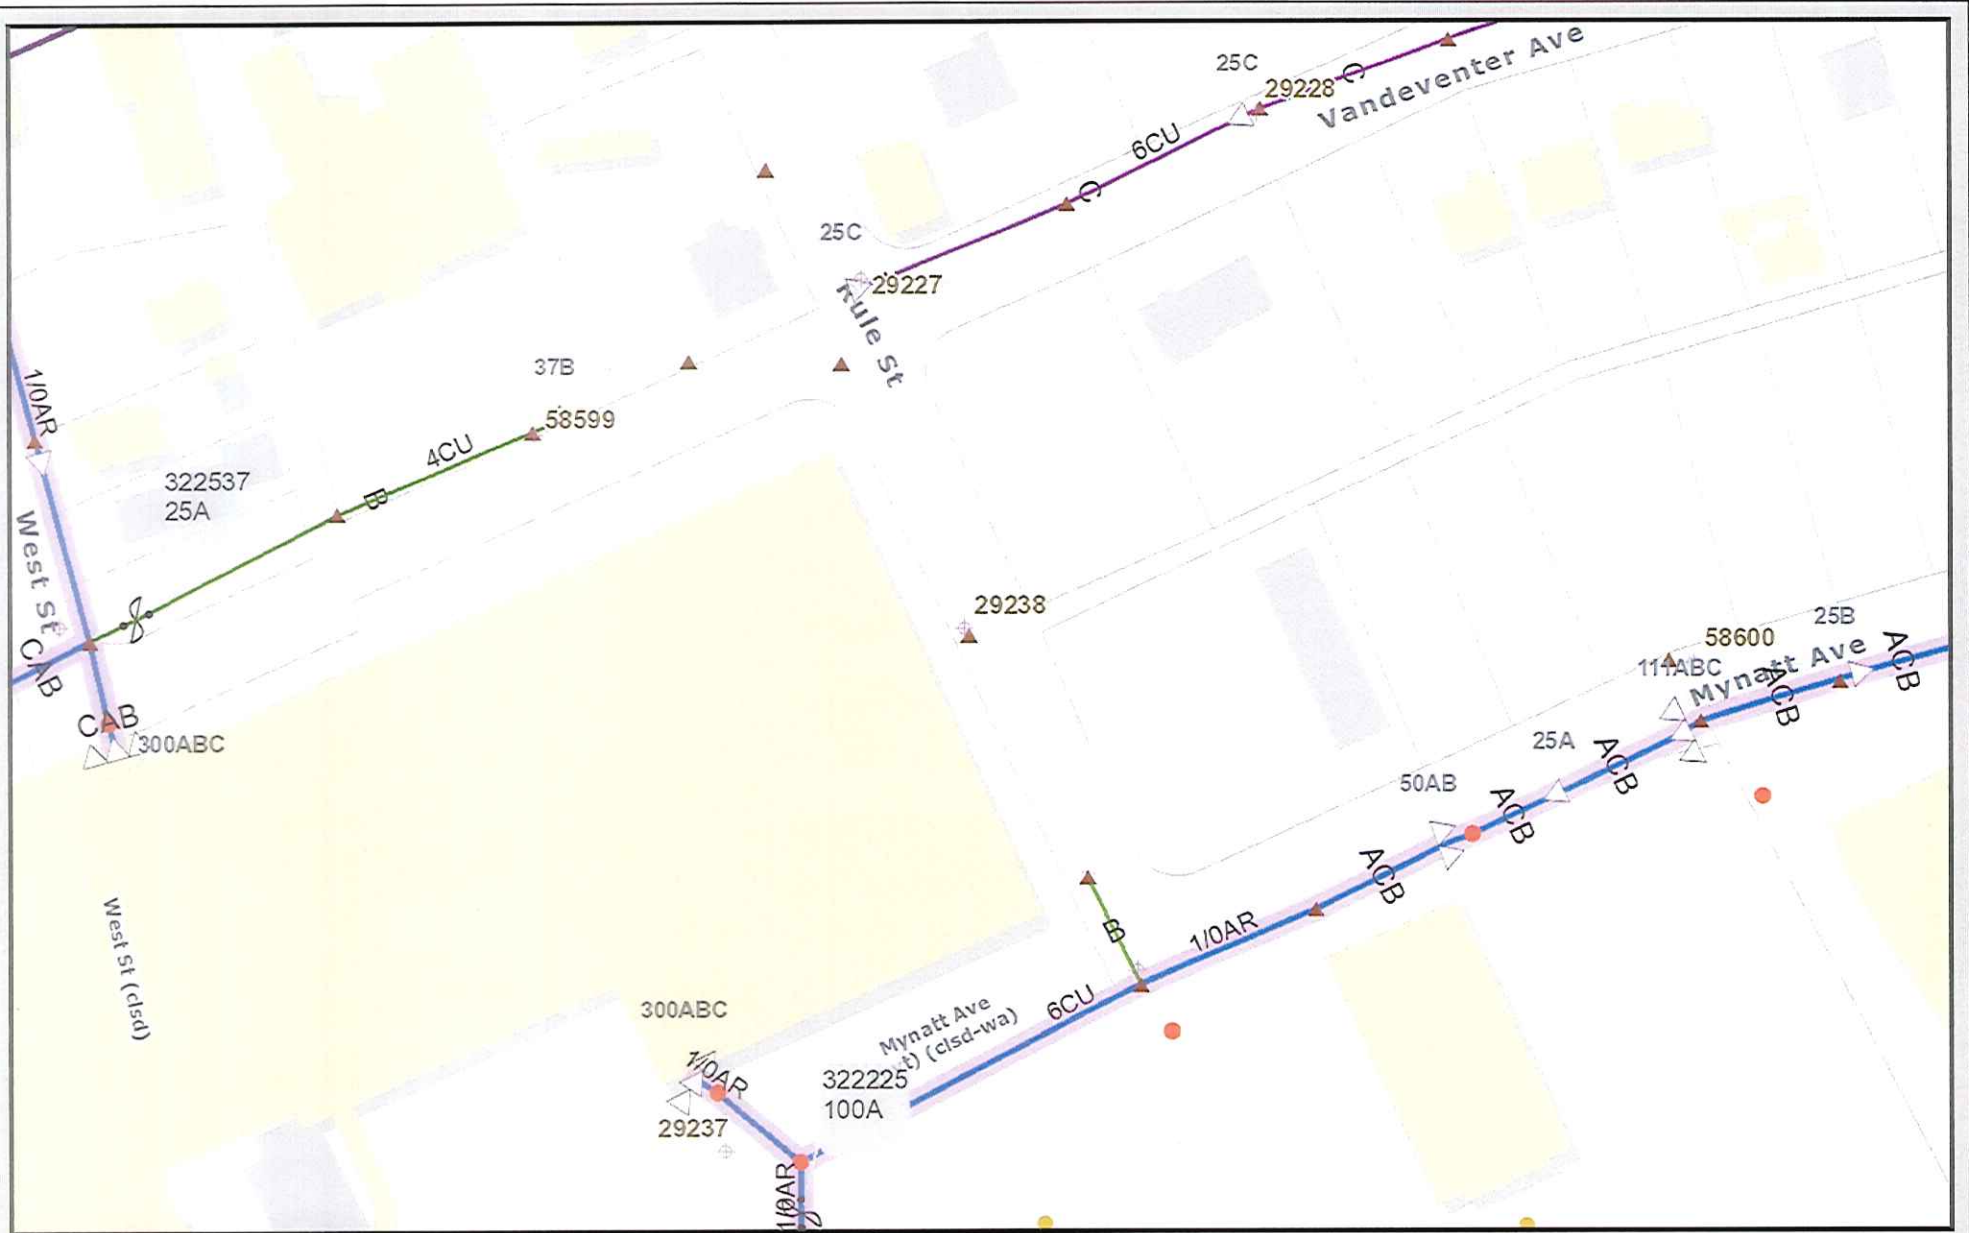 25C
29228
C
Vandeventer Ave
6CU
C
25C
29227
Rule St
37B
58599
1/0AR
4CU
B
322537
25A
West St
CAB
CAB
300ABC
29238
25B
58600
111ABC
Mynatt Ave
ACB
ACB
25A
ACB
50AB
ACB
ACB
B
1/0AR
West St (clsd)
6CU
300ABC
Mynatt Ave
t) (clsd-wa)
1/0AR
322225
100A
29237
1/0AR